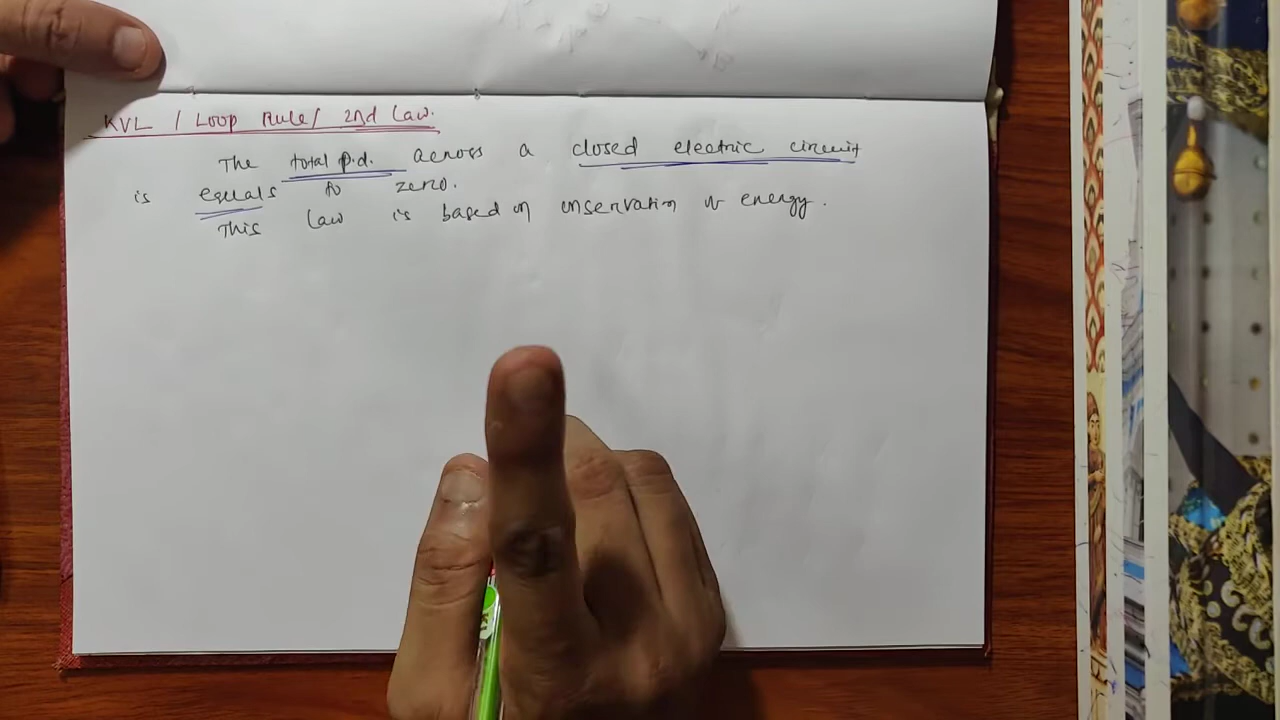 KVL / Loop Rule / 2nd Law.
The total p.d. across a closed electric circuit
is equals to zero.
This law is based on conservation of energy.